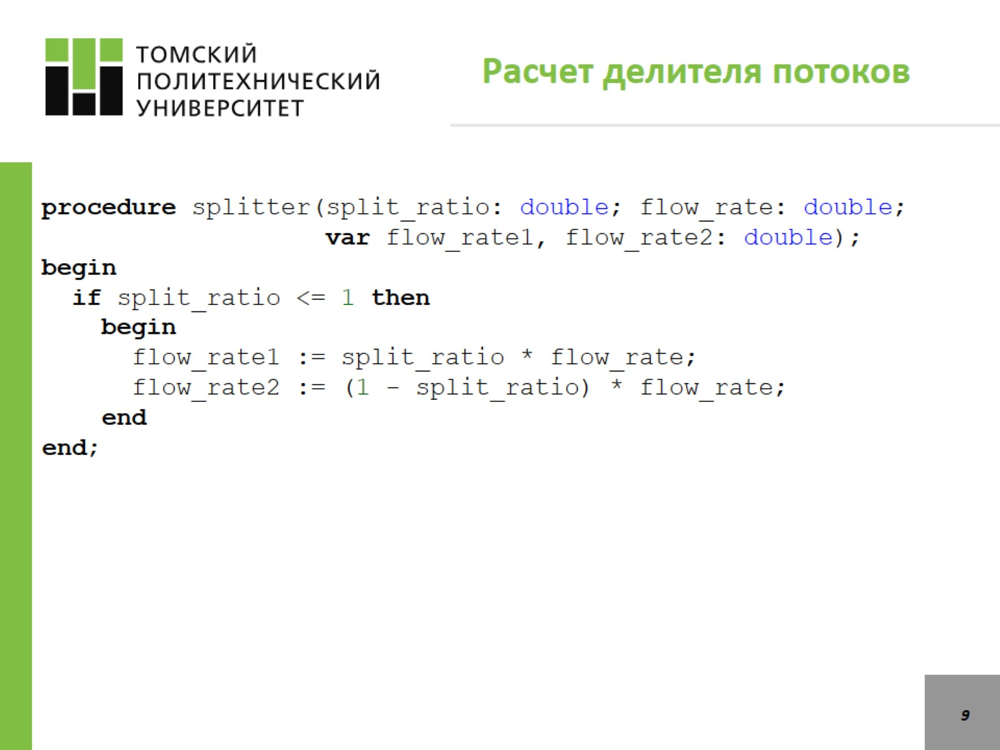 ТОМСКИЙ
ПОЛИТЕХНИЧЕСКИЙ
УНИВЕРСИТЕТ
Расчет делителя потоков
procedure splitter(split_ratio: double; flow_rate: double;
var flow_rate1, flow_rate2: double);
begin
if split_ratio <= 1 then
begin
flow_rate1 := split_ratio * flow_rate;
flow_rate2 := (1 - split_ratio) * flow_rate;
end
end;
9